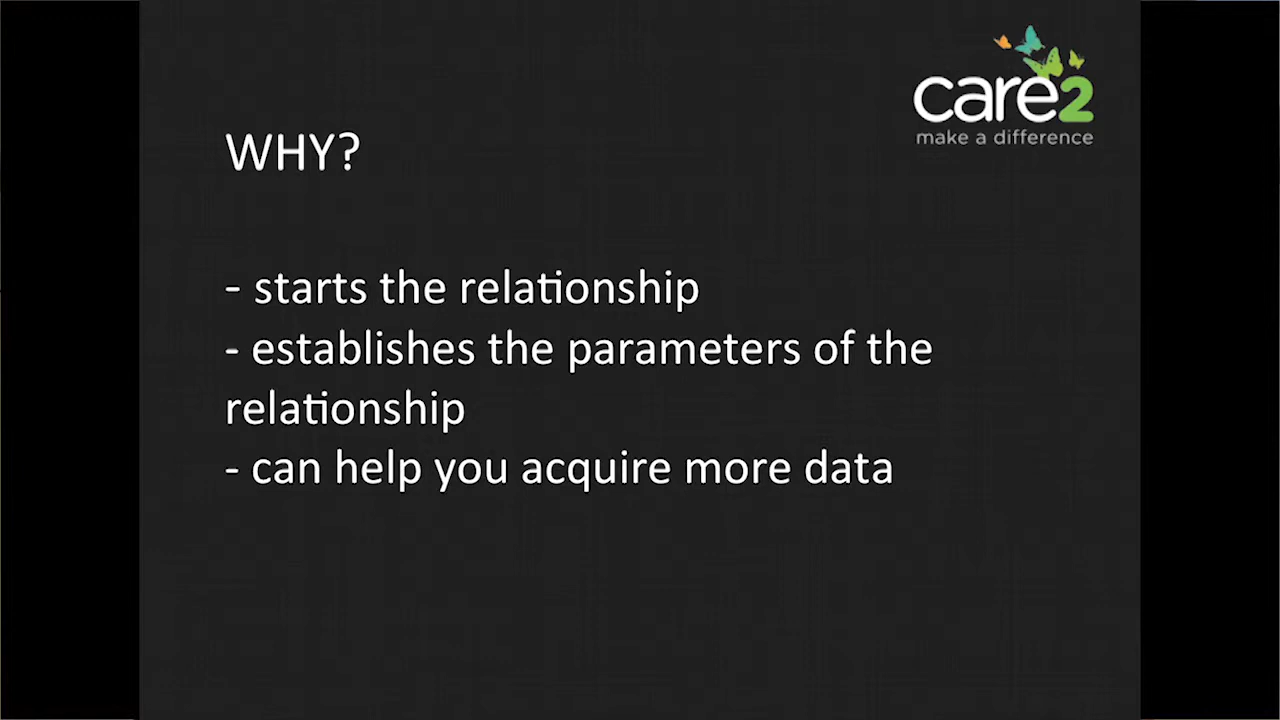 care2
make a difference
WHY?
- starts the relationship
- establishes the parameters of the
relationship
- can help you acquire more data